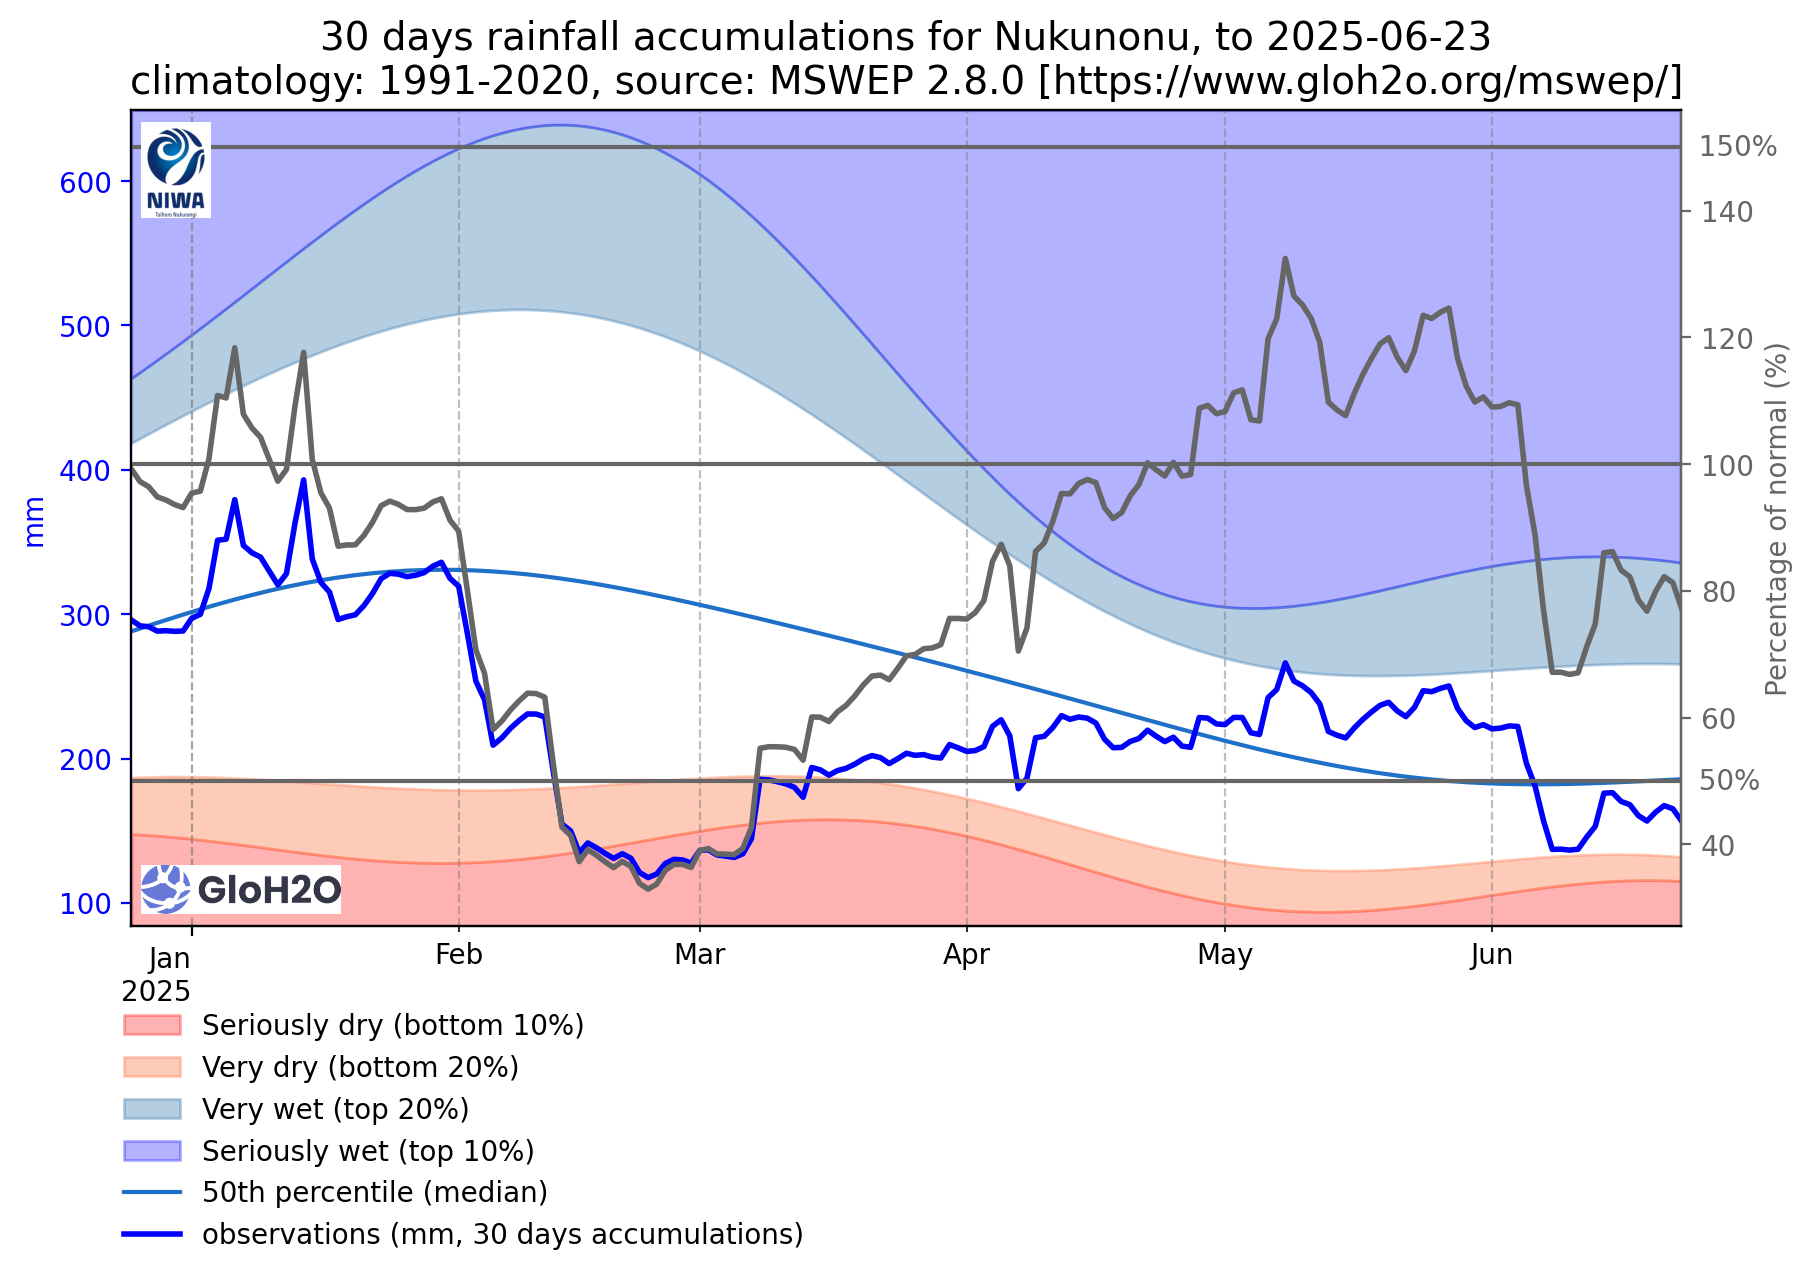 30 days rainfall accumulations for Nukunonu, to 2025-06-23
climatology: 1991-2020, source: MSWEP 2.8.0 [https://www.gloh2o.org/mswep/]
NIWA
Taihoro Nukurangi
600
500
400
300
200
100
mm
150%
140
120
100
80
60
50%
40
Percentage of normal (%)
GloH2O
Jan
2025
Feb
Mar
Apr
May
Jun
Seriously dry (bottom 10%)
Very dry (bottom 20%)
Very wet (top 20%)
Seriously wet (top 10%)
50th percentile (median)
observations (mm, 30 days accumulations)